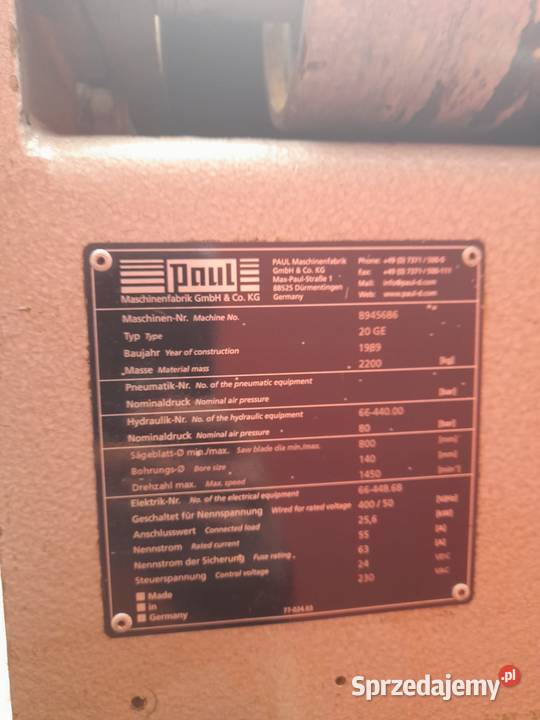 paul
Maschinenfabrik GmbH & Co. KG
PAUL Maschinenfabrik
GmbH & Co. KG
Max-Paul-Straße 1
88525 Dürmentingen
Germany
Phone: +49 (0) 7371 / 500-0
Fax: +49 (0) 7371 / 500-111
Mail: info@paul-d.com
Web: www.paul-d.com
Maschinen-Nr. Machine No. 8945686
Typ Type 20 GE
Baujahr Year of construction 1989
Masse Material mass 2200 [kg]
Pneumatik-Nr. No. of the pneumatic equipment
Nominaldruck Nominal air pressure [bar]
Hydraulik-Nr. No. of the hydraulic equipment 66-440.00
Nominaldruck Nominal air pressure 80 [bar]
Sägeblatt-Ø min./max. Saw blade dia min./max. 800 [mm]
Bohrungs-Ø Bore size 140 [mm]
Drehzahl max. Max. speed 1450 [min⁻¹]
Elektrik-Nr. No. of the electrical equipment 66-448.68
Geschaltet für Nennspannung Wired for rated voltage 400 / 50 [V/Hz]
Anschlusswert Connected load 25,6 [kW]
Nennstrom Rated current 55 [A]
Nennstrom der Sicherung Fuse rating 63 [A]
Steuerspannung Control voltage 24 VDC
230 VAC
Made
in
Germany
77-024.03
Sprzedajemy.pl